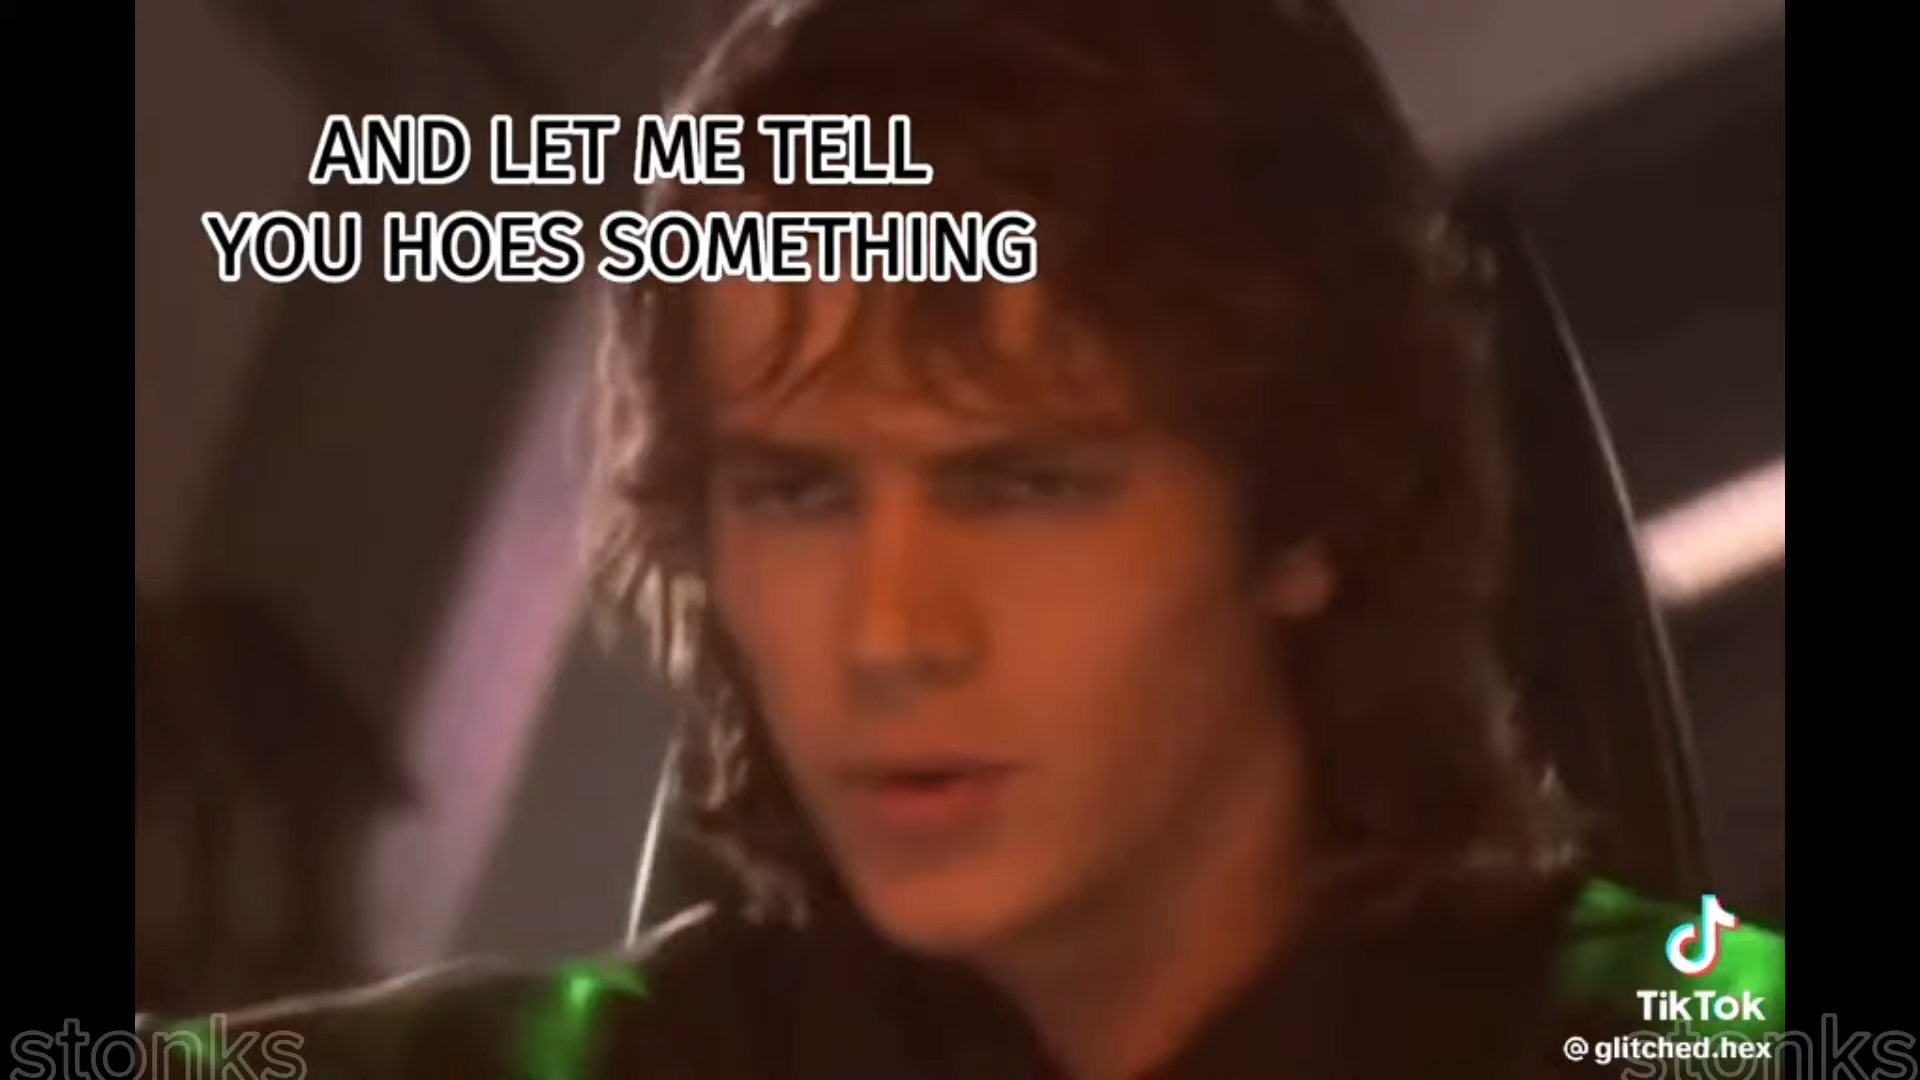 AND LET ME TELL
YOU HOES SOMETHING
TikTok
@glitched.hex
stonks
stonks